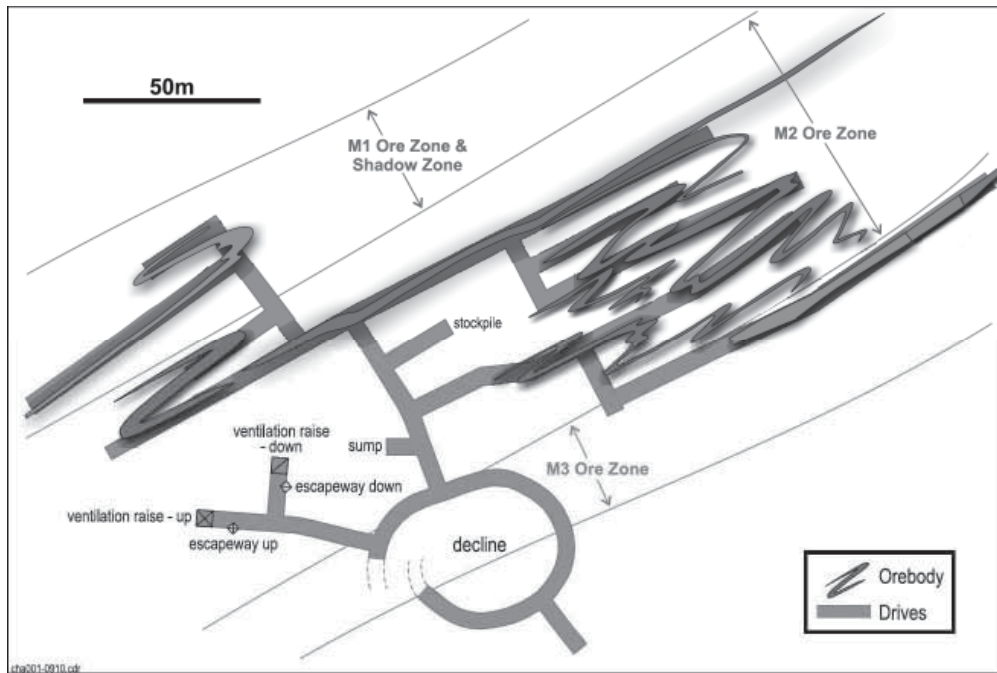 50m
M1 Ore Zone &
Shadow Zone
M2 Ore Zone
stockpile
ventilation raise
- down
sump
escapeway down
M3 Ore Zone
ventilation raise - up
escapeway up
decline
Orebody
Drives
cha001-0910.cdr